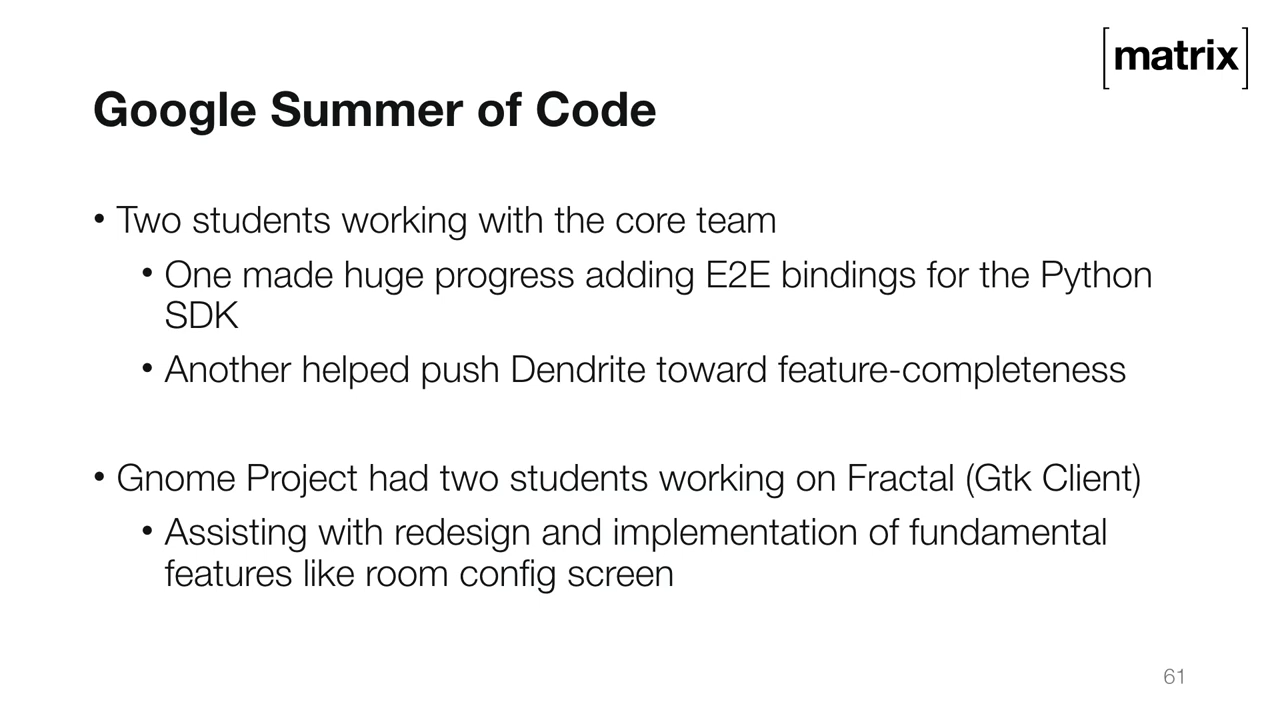 [matrix]
Google Summer of Code
• Two students working with the core team
• One made huge progress adding E2E bindings for the Python
SDK
• Another helped push Dendrite toward feature-completeness
• Gnome Project had two students working on Fractal (Gtk Client)
• Assisting with redesign and implementation of fundamental
features like room config screen
61